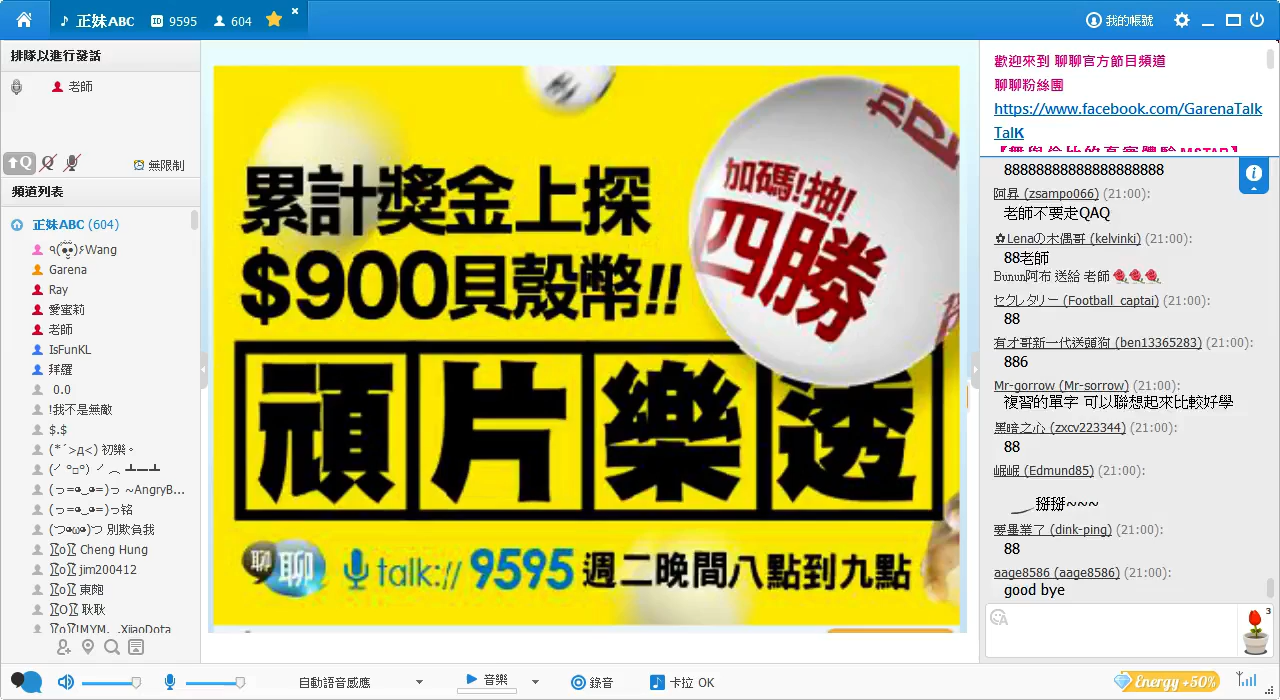 正妹ABC
ID 9595
604
我的帳號
排隊以進行發話
老師
Q
無限制
頻道列表
正妹ABC (604)
Wang
Garena
Ray
愛蜜莉
老師
IsFunKL
拜羅
0.0
!我不是無敵
$.$
(*ˊ>д<) 初樂。
(╯°□°)╯︵ ┻━┻
(っ=◕‿◕=)っ ~AngryB...
(っ=◕‿◕=)っ铭
(つ◕ω◕)つ 別欺負我
Cheng Hung
jim200412
東皰
耿耿
!MYM、.XiaoDota
累計獎金上探
$900貝殼幣!!
加碼!抽!
四勝
頑片樂透
聊聊
talk:// 9595 週二晚間八點到九點
歡迎來到 聊聊官方節目頻道
聊聊粉絲團
https://www.facebook.com/GarenaTalk
TalK
88888888888888888888
阿昇 (zsampo066) (21:00):
老師不要走QAQ
✿Lenaの木偶哥 (kelvinki) (21:00):
88老師
Bunun阿布 送給 老師
セクレタリー (Football_captai) (21:00):
88
有才哥新一代送頭狗 (ben13365283) (21:00):
886
Mr-gorrow (Mr-sorrow) (21:00):
複習的單字 可以聯想起來比較好學
黑暗之心 (zxcv223344) (21:00):
88
岷岷 (Edmund85) (21:00):
掰掰~~~
要畢業了 (dink-ping) (21:00):
88
aage8586 (aage8586) (21:00):
good bye
3
自動語音感應
音樂
錄音
卡拉 OK
Energy +50%